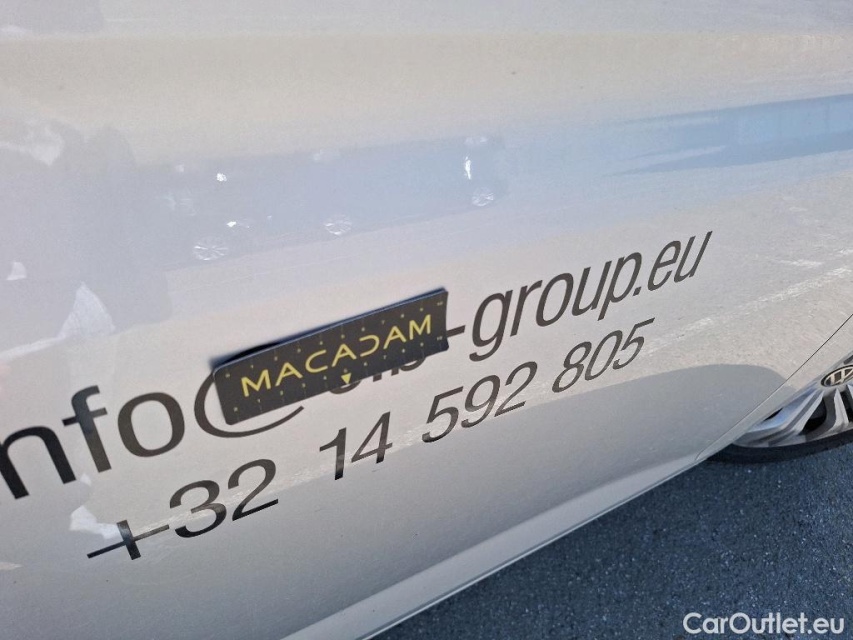 nfo@ -group.eu
MACADAM
+32 14 592 805
CarOutlet.eu